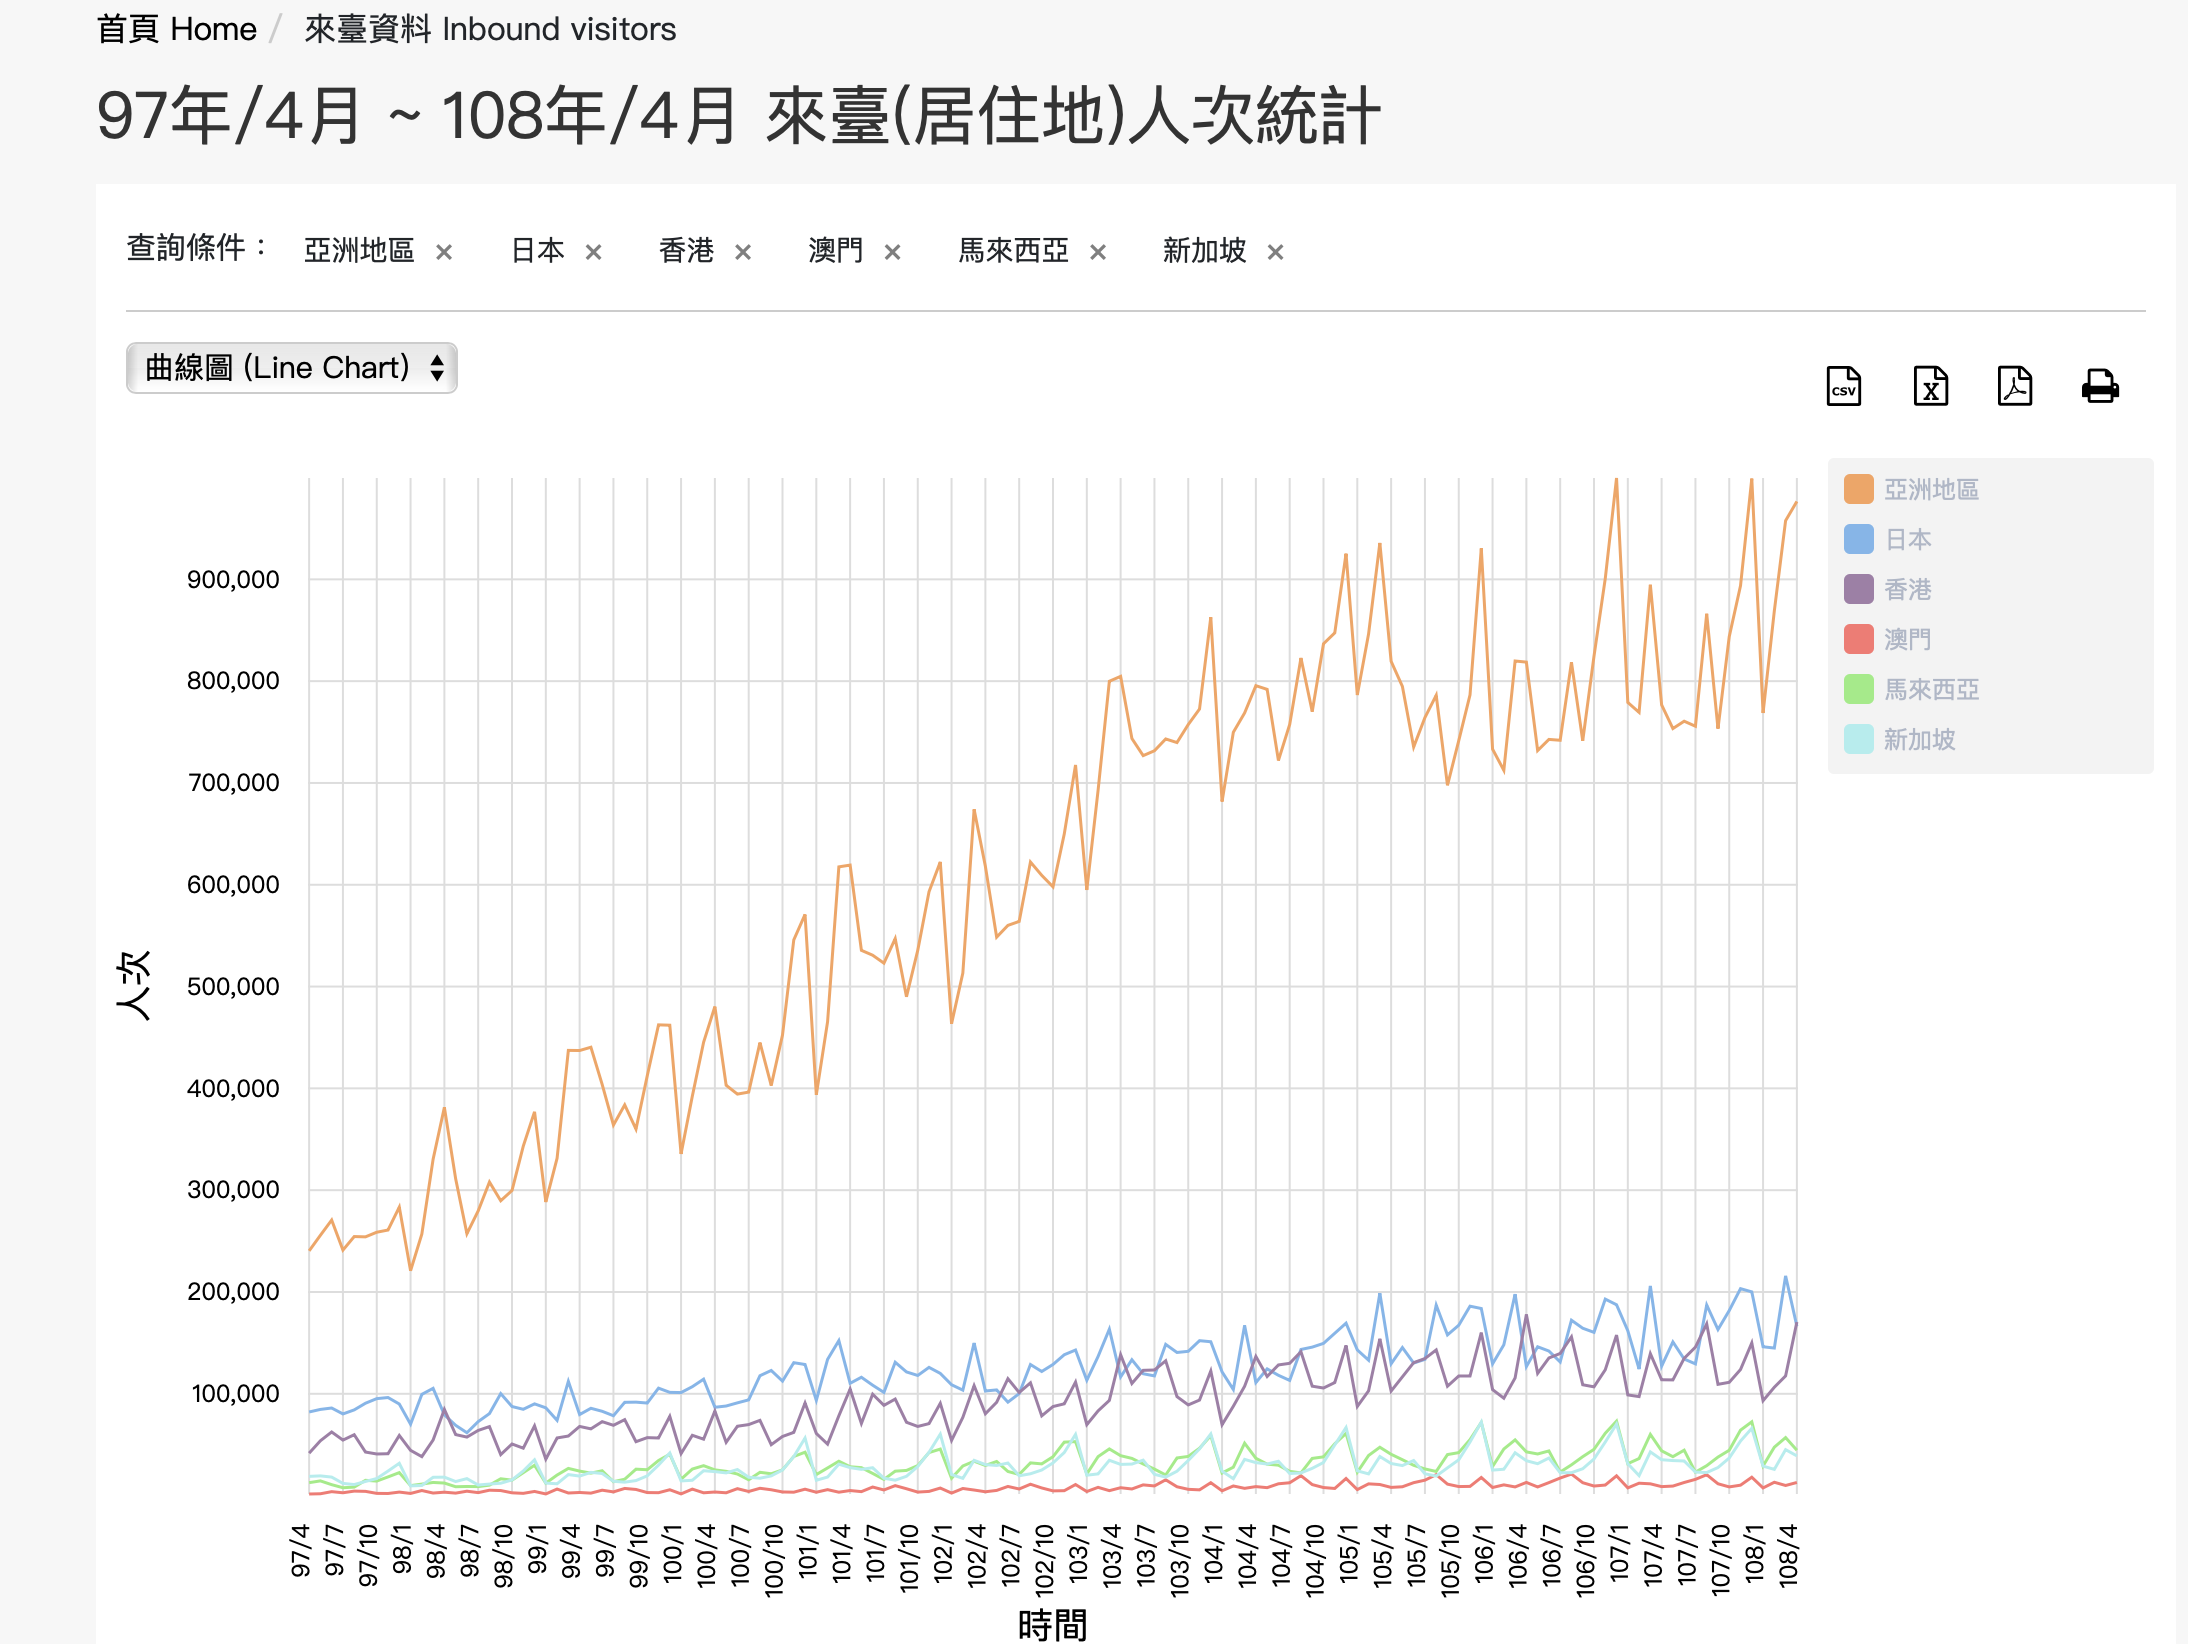 首頁 Home / 來臺資料 Inbound visitors
97年/4月 ~ 108年/4月 來臺(居住地)人次統計
查詢條件： 亞洲地區 × 日本 × 香港 × 澳門 × 馬來西亞 × 新加坡 ×
曲線圖 (Line Chart)
CSV X
亞洲地區
日本
香港
澳門
馬來西亞
新加坡
人次
900,000
800,000
700,000
600,000
500,000
400,000
300,000
200,000
100,000
97/4 97/7 97/10 98/1 98/4 98/7 98/10 99/1 99/4 99/7 99/10 100/1 100/4 100/7 100/10 101/1 101/4 101/7 101/10 102/1 102/4 102/7 102/10 103/1 103/4 103/7 103/10 104/1 104/4 104/7 104/10 105/1 105/4 105/7 105/10 106/1 106/4 106/7 106/10 107/1 107/4 107/7 107/10 108/1 108/4
時間